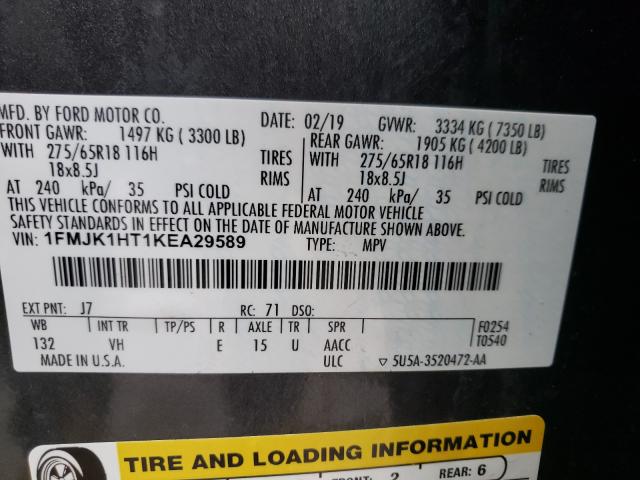 MFD. BY FORD MOTOR CO. DATE: 02/19 GVWR: 3334 KG ( 7350 LB)
FRONT GAWR: 1497 KG ( 3300 LB) REAR GAWR: 1905 KG ( 4200 LB)
WITH 275/65R18 116H TIRES WITH 275/65R18 116H TIRES
18x8.5J RIMS 18x8.5J RIMS
AT 240 kPa/ 35 PSI COLD AT 240 kPa/ 35 PSI COLD
THIS VEHICLE CONFORMS TO ALL APPLICABLE FEDERAL MOTOR VEHICLE
SAFETY STANDARDS IN EFFECT ON THE DATE OF MANUFACTURE SHOWN ABOVE.
VIN: 1FMJK1HT1KEA29589 TYPE: MPV
EXT PNT: J7 RC: 71 DSO:
WB INT TR TP/PS R AXLE TR SPR F0254
132 VH E 15 U AACC T0540
MADE IN U.S.A. ULC ▽ 5U5A-3520472-AA
TIRE AND LOADING INFORMATION
FRONT: 2 REAR: 6